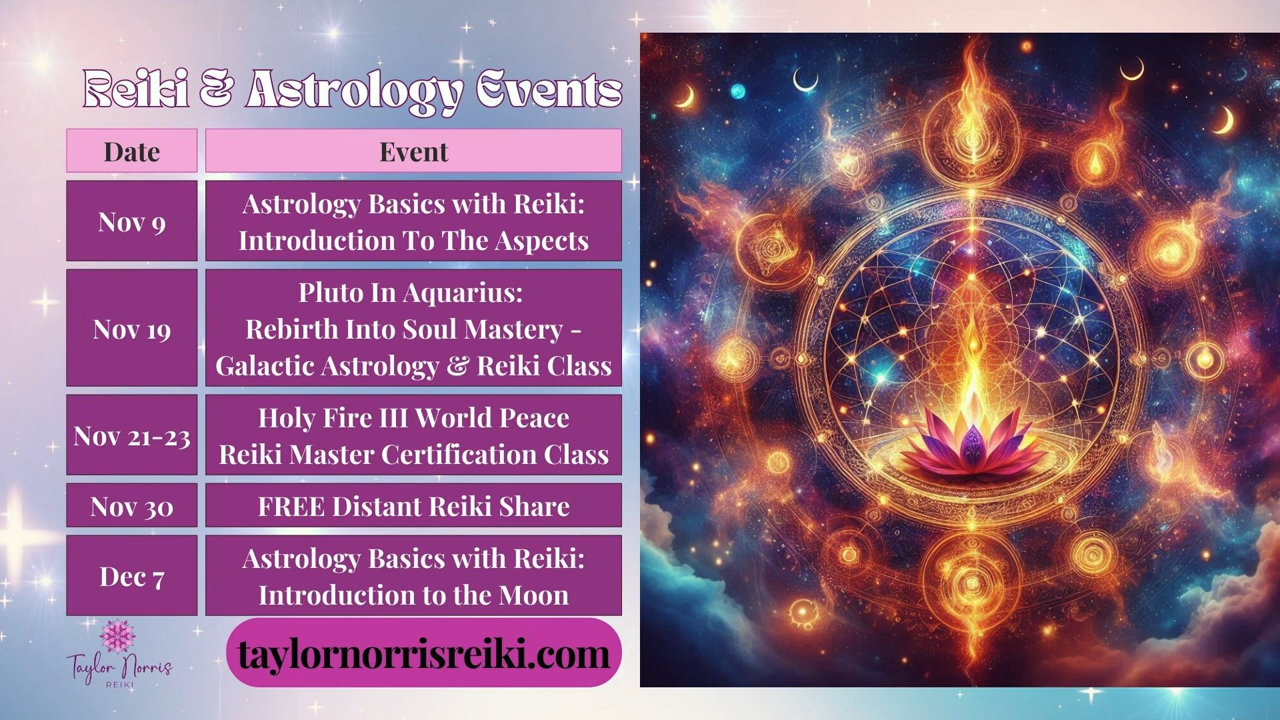 Reiki & Astrology Events
Date
Event
Nov 9
Astrology Basics with Reiki:
Introduction To The Aspects
Nov 19
Pluto In Aquarius:
Rebirth Into Soul Mastery -
Galactic Astrology & Reiki Class
Nov 21-23
Holy Fire III World Peace
Reiki Master Certification Class
Nov 30
FREE Distant Reiki Share
Dec 7
Astrology Basics with Reiki:
Introduction to the Moon
Taylor Norris
REIKI
taylornorrisreiki.com